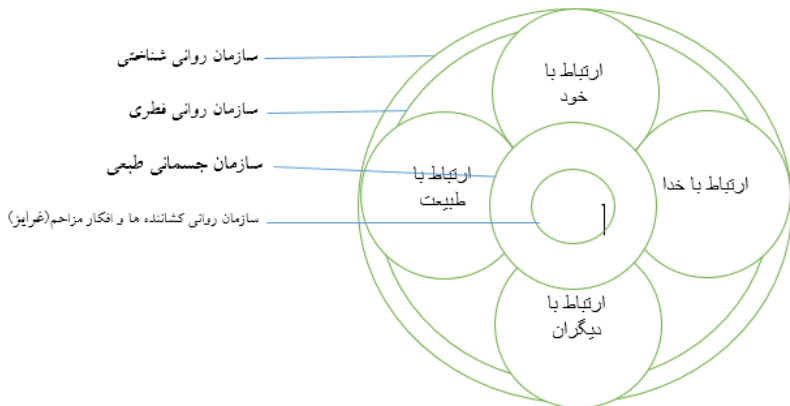 سازمان روانی شناختی
سازمان روانی فطری
سازمان جسمانی طبعی
سازمان روانی کشاننده ها و افکار مزاحم(غرایز)
ارتباط با
خود
ارتباط با خدا
ارتباط با
طبیعت
ارتباط با
دیگران